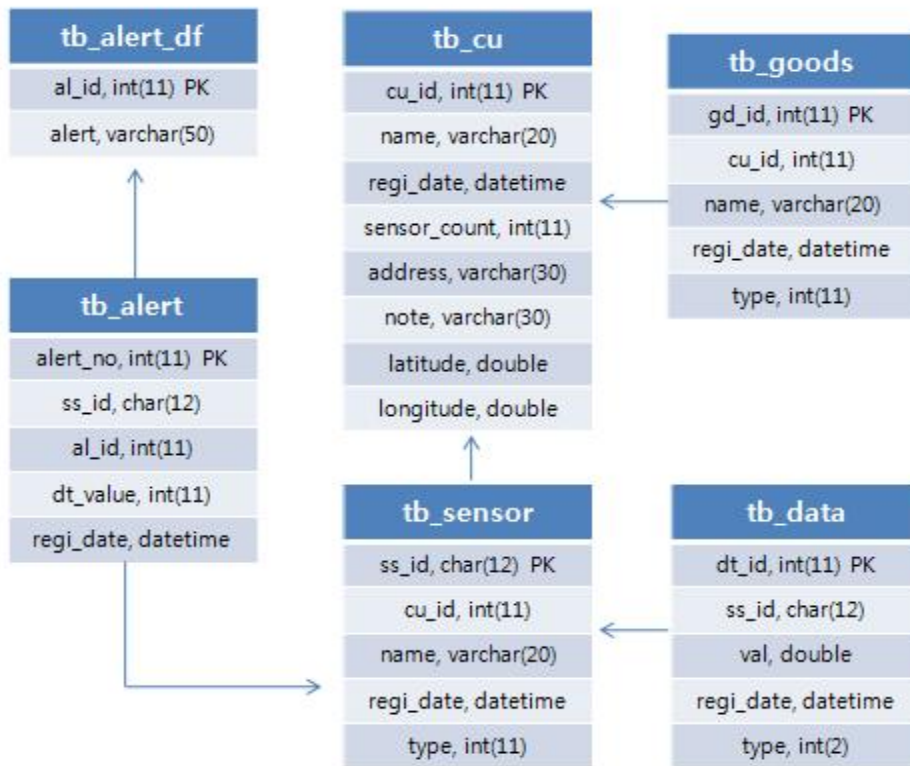 tb_alert_df
al_id, int(11) PK
alert, varchar(50)
tb_cu
cu_id, int(11) PK
name, varchar(20)
regi_date, datetime
sensor_count, int(11)
address, varchar(30)
note, varchar(30)
latitude, double
longitude, double
tb_goods
gd_id, int(11) PK
cu_id, int(11)
name, varchar(20)
regi_date, datetime
type, int(11)
tb_alert
alert_no, int(11) PK
ss_id, char(12)
al_id, int(11)
dt_value, int(11)
regi_date, datetime
tb_sensor
ss_id, char(12) PK
cu_id, int(11)
name, varchar(20)
regi_date, datetime
type, int(11)
tb_data
dt_id, int(11) PK
ss_id, char(12)
val, double
regi_date, datetime
type, int(2)